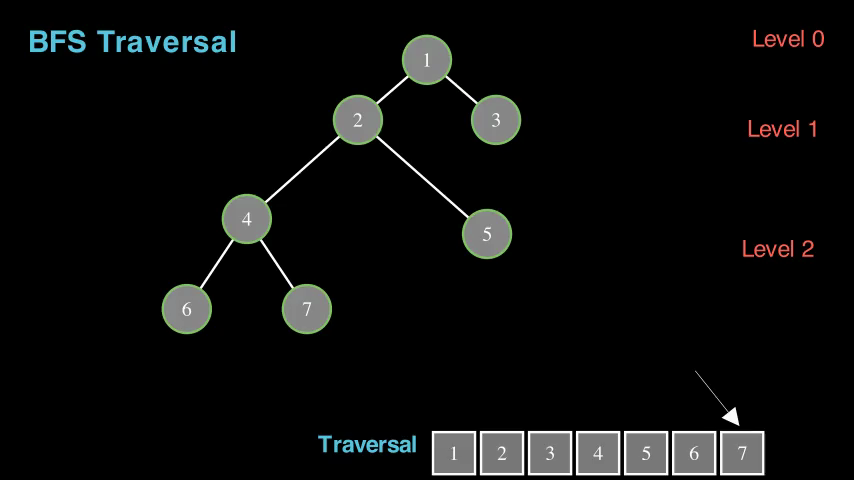 BFS Traversal
Level 0
1
2
3
Level 1
4
5
Level 2
6
7
Traversal 1 2 3 4 5 6 7